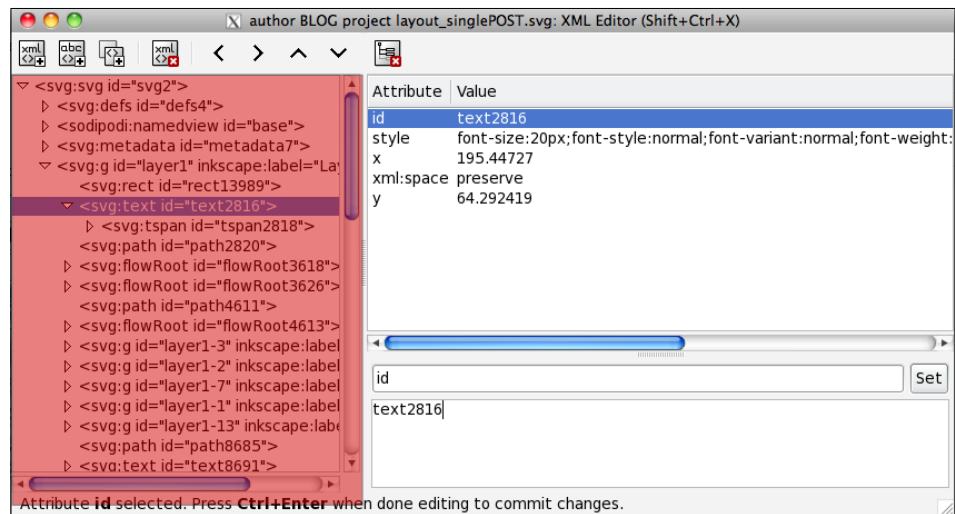 author BLOG project layout_singlePOST.svg: XML Editor (Shift+Ctrl+X)
xml abc xml
<svg:svg id="svg2">
<svg:defs id="defs4">
<sodipodi:namedview id="base">
<svg:metadata id="metadata7">
<svg:g id="layer1" inkscape:label="La
<svg:rect id="rect13989">
<svg:text id="text2816">
<svg:tspan id="tspan2818">
<svg:path id="path2820">
<svg:flowRoot id="flowRoot3618">
<svg:flowRoot id="flowRoot3626">
<svg:path id="path4611">
<svg:flowRoot id="flowRoot4613">
<svg:g id="layer1-3" inkscape:label
<svg:g id="layer1-2" inkscape:label
<svg:g id="layer1-7" inkscape:label
<svg:g id="layer1-1" inkscape:label
<svg:g id="layer1-13" inkscape:labe
<svg:path id="path8685">
<svg:text id="text8691">
Attribute Value
id text2816
style font-size:20px;font-style:normal;font-variant:normal;font-weight:
x 195.44727
xml:space preserve
y 64.292419
id Set
text2816
Attribute id selected. Press Ctrl+Enter when done editing to commit changes.